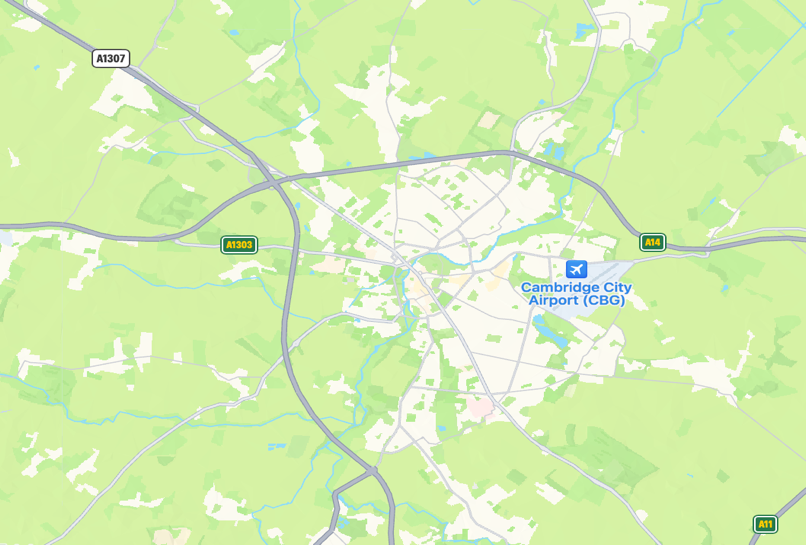 A1307
A1303
A14
Cambridge City
Airport (CBG)
A11